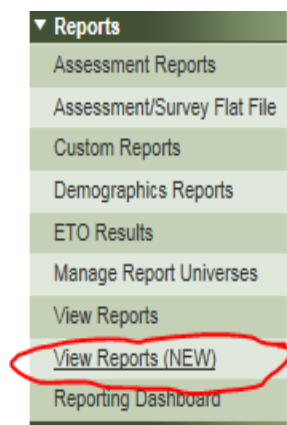 Reports
Assessment Reports
Assessment/Survey Flat File
Custom Reports
Demographics Reports
ETO Results
Manage Report Universes
View Reports
View Reports (NEW)
Reporting Dashboard